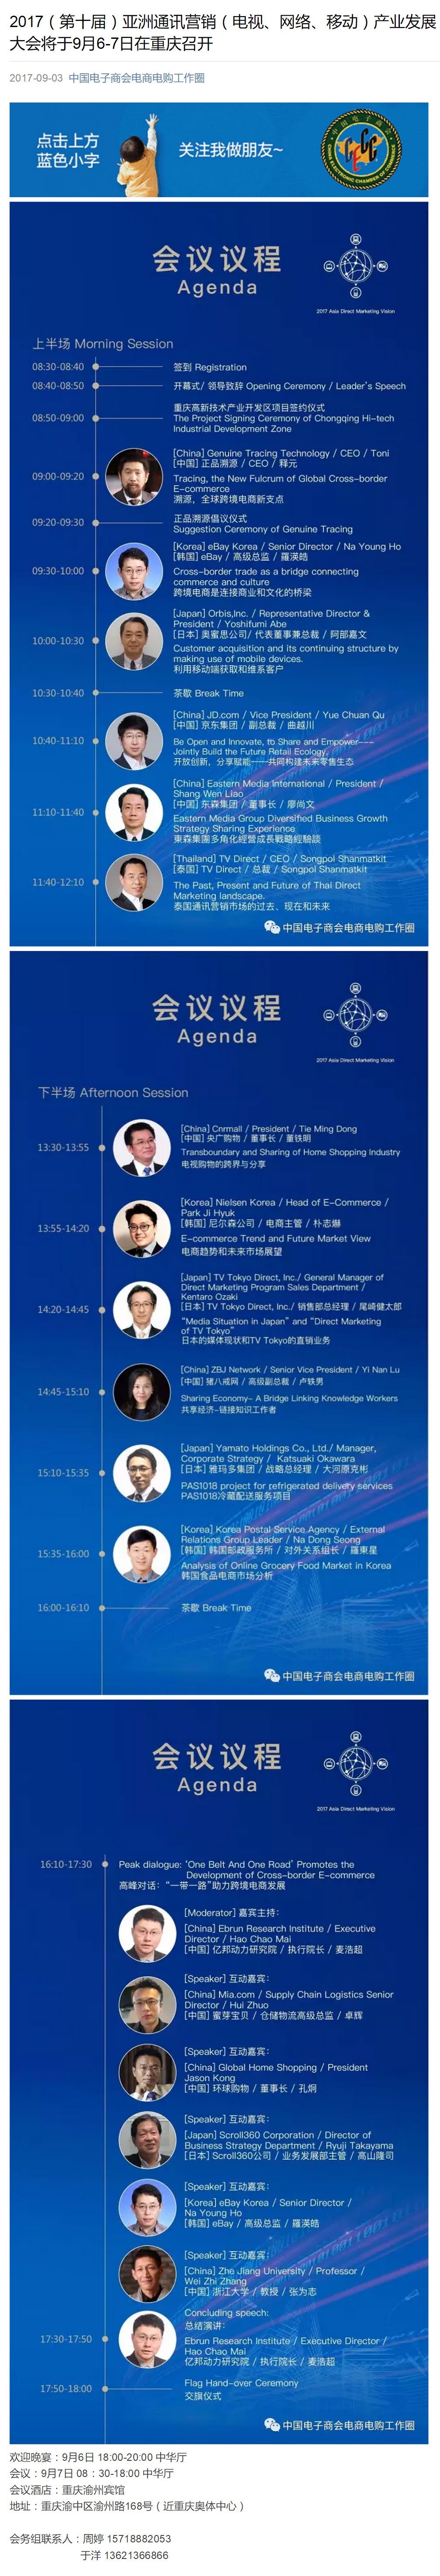 2017（第十届）亚洲通讯营销（电视、网络、移动）产业发展
大会将于9月6-7日在重庆召开
2017-09-03 中国电子商会电商电购工作圈
点击上方
蓝色小字
关注我做朋友~
中国电子商会
CECC
CHINA ELECTRONIC CHAMBER OF COMMERCE
会议议程
Agenda
2017 Asia Direct Marketing Vision
上半场 Morning Session
08:30-08:40 签到 Registration
08:40-08:50 开幕式/ 领导致辞 Opening Ceremony / Leader's Speech
08:50-09:00 重庆高新技术产业开发区项目签约仪式
The Project Signing Ceremony of Chongqing Hi-tech
Industrial Development Zone
09:00-09:20 [China] Genuine Tracing Technology / CEO / Toni
[中国] 正品溯源 / CEO / 释元
Tracing, the New Fulcrum of Global Cross-border
E-commerce
溯源，全球跨境电商新支点
09:20-09:30 正品溯源倡议仪式
Suggestion Ceremony of Genuine Tracing
09:30-10:00 [Korea] eBay Korea / Senior Director / Na Young Ho
[韩国] eBay / 高级总监 / 羅渶皓
Cross-border trade as a bridge connecting
commerce and culture
跨境电商是连接商业和文化的桥梁
10:00-10:30 [Japan] Orbis,Inc. / Representative Director &
President / Yoshifumi Abe
[日本] 奥蜜思公司/ 代表董事兼总裁 / 阿部嘉文
Customer acquisition and its continuing structure by
making use of mobile devices.
利用移动端获取和维系客户
10:30-10:40 茶歇 Break Time
10:40-11:10 [China] JD.com / Vice President / Yue Chuan Qu
[中国] 京东集团 / 副总裁 / 曲越川
Be Open and Innovate, to Share and Empower——
Jointly Build the Future Retail Ecology.
开放创新，分享赋能——共同构建未来零售生态
11:10-11:40 [China] Eastern Media International / President /
Shang Wen Liao
[中国] 东森集团 / 董事长 / 廖尚文
Eastern Media Group Diversified Business Growth
Strategy Sharing Experience
東森集團多角化經營成長戰略經驗談
11:40-12:10 [Thailand] TV Direct / CEO / Songpol Shanmatkit
[泰国] TV Direct / 总裁 / Songpol Shanmatkit
The Past, Present and Future of Thai Direct
Marketing landscape.
泰国通讯营销市场的过去、现在和未来
中国电子商会电商电购工作圈
会议议程
Agenda
2017 Asia Direct Marketing Vision
下半场 Afternoon Session
13:30-13:55 [China] Cnrmall / President / Tie Ming Dong
[中国] 央广购物 / 董事长 / 董铁明
Transboundary and Sharing of Home Shopping Industry
电视购物的跨界与分享
13:55-14:20 [Korea] Nielsen Korea / Head of E-Commerce /
Park Ji Hyuk
[韩国] 尼尔森公司 / 电商主管 / 朴志爀
E-commerce Trend and Future Market View
电商趋势和未来市场展望
14:20-14:45 [Japan] TV Tokyo Direct, Inc./ General Manager of
Direct Marketing Program Sales Department /
Kentaro Ozaki
[日本] TV Tokyo Direct, Inc./ 销售部总经理 / 尾崎健太郎
“Media Situation in Japan” and “Direct Marketing
of TV Tokyo”
日本的媒体现状和TV Tokyo的直销业务
14:45-15:10 [China] ZBJ Network / Senior Vice President / Yi Nan Lu
[中国] 猪八戒网 / 高级副总裁 / 卢轶男
Sharing Economy- A Bridge Linking Knowledge Workers
共享经济-链接知识工作者
15:10-15:35 [Japan] Yamato Holdings Co., Ltd./ Manager,
Corporate Strategy / Katsuaki Okawara
[日本] 雅玛多集团 / 战略总经理 / 大河原克彬
PAS1018 project for refrigerated delivery services
PAS1018冷藏配送服务项目
15:35-16:00 [Korea] Korea Postal Service Agency / External
Relations Group Leader / Na Dong Seong
[韩国] 韩国邮政服务所 / 对外关系组长 / 羅東星
Analysis of Online Grocery Food Market in Korea
韩国食品电商市场分析
16:00-16:10 茶歇 Break Time
中国电子商会电商电购工作圈
会议议程
Agenda
2017 Asia Direct Marketing Vision
16:10-17:30 Peak dialogue: ‘One Belt And One Road’ Promotes the
Development of Cross-border E-commerce
高峰对话：“一带一路”助力跨境电商发展
[Moderator] 嘉宾主持：
[China] Ebrun Research Institute / Executive
Director / Hao Chao Mai
[中国] 亿邦动力研究院 / 执行院长 / 麦浩超
[Speaker] 互动嘉宾：
[China] Mia.com / Supply Chain Logistics Senior
Director / Hui Zhuo
[中国] 蜜芽宝贝 / 仓储物流高级总监 / 卓辉
[Speaker] 互动嘉宾：
[China] Global Home Shopping / President
Jason Kong
[中国] 环球购物 / 董事长 / 孔炯
[Speaker] 互动嘉宾：
[Japan] Scroll360 Corporation / Director of
Business Strategy Department / Ryuji Takayama
[日本] Scroll360公司 / 业务发展部主管 / 高山隆司
[Speaker] 互动嘉宾：
[Korea] eBay Korea / Senior Director /
Na Young Ho
[韩国] eBay / 高级总监 / 羅渶皓
[Speaker] 互动嘉宾：
[China] Zhe Jiang University / Professor /
Wei Zhi Zhang
[中国] 浙江大学 / 教授 / 张为志
17:30-17:50 Concluding speech:
总结演讲：
Ebrun Research Institute / Executive Director /
Hao Chao Mai
亿邦动力研究院 / 执行院长 / 麦浩超
17:50-18:00 Flag Hand-over Ceremony
交旗仪式
中国电子商会电商电购工作圈
欢迎晚宴：9月6日 18:00-20:00 中华厅
会议：9月7日 08：30-18:00 中华厅
会议酒店：重庆渝州宾馆
地址：重庆渝中区渝州路168号（近重庆奥体中心）
会务组联系人：周婷 15718882053
于洋 13621366866